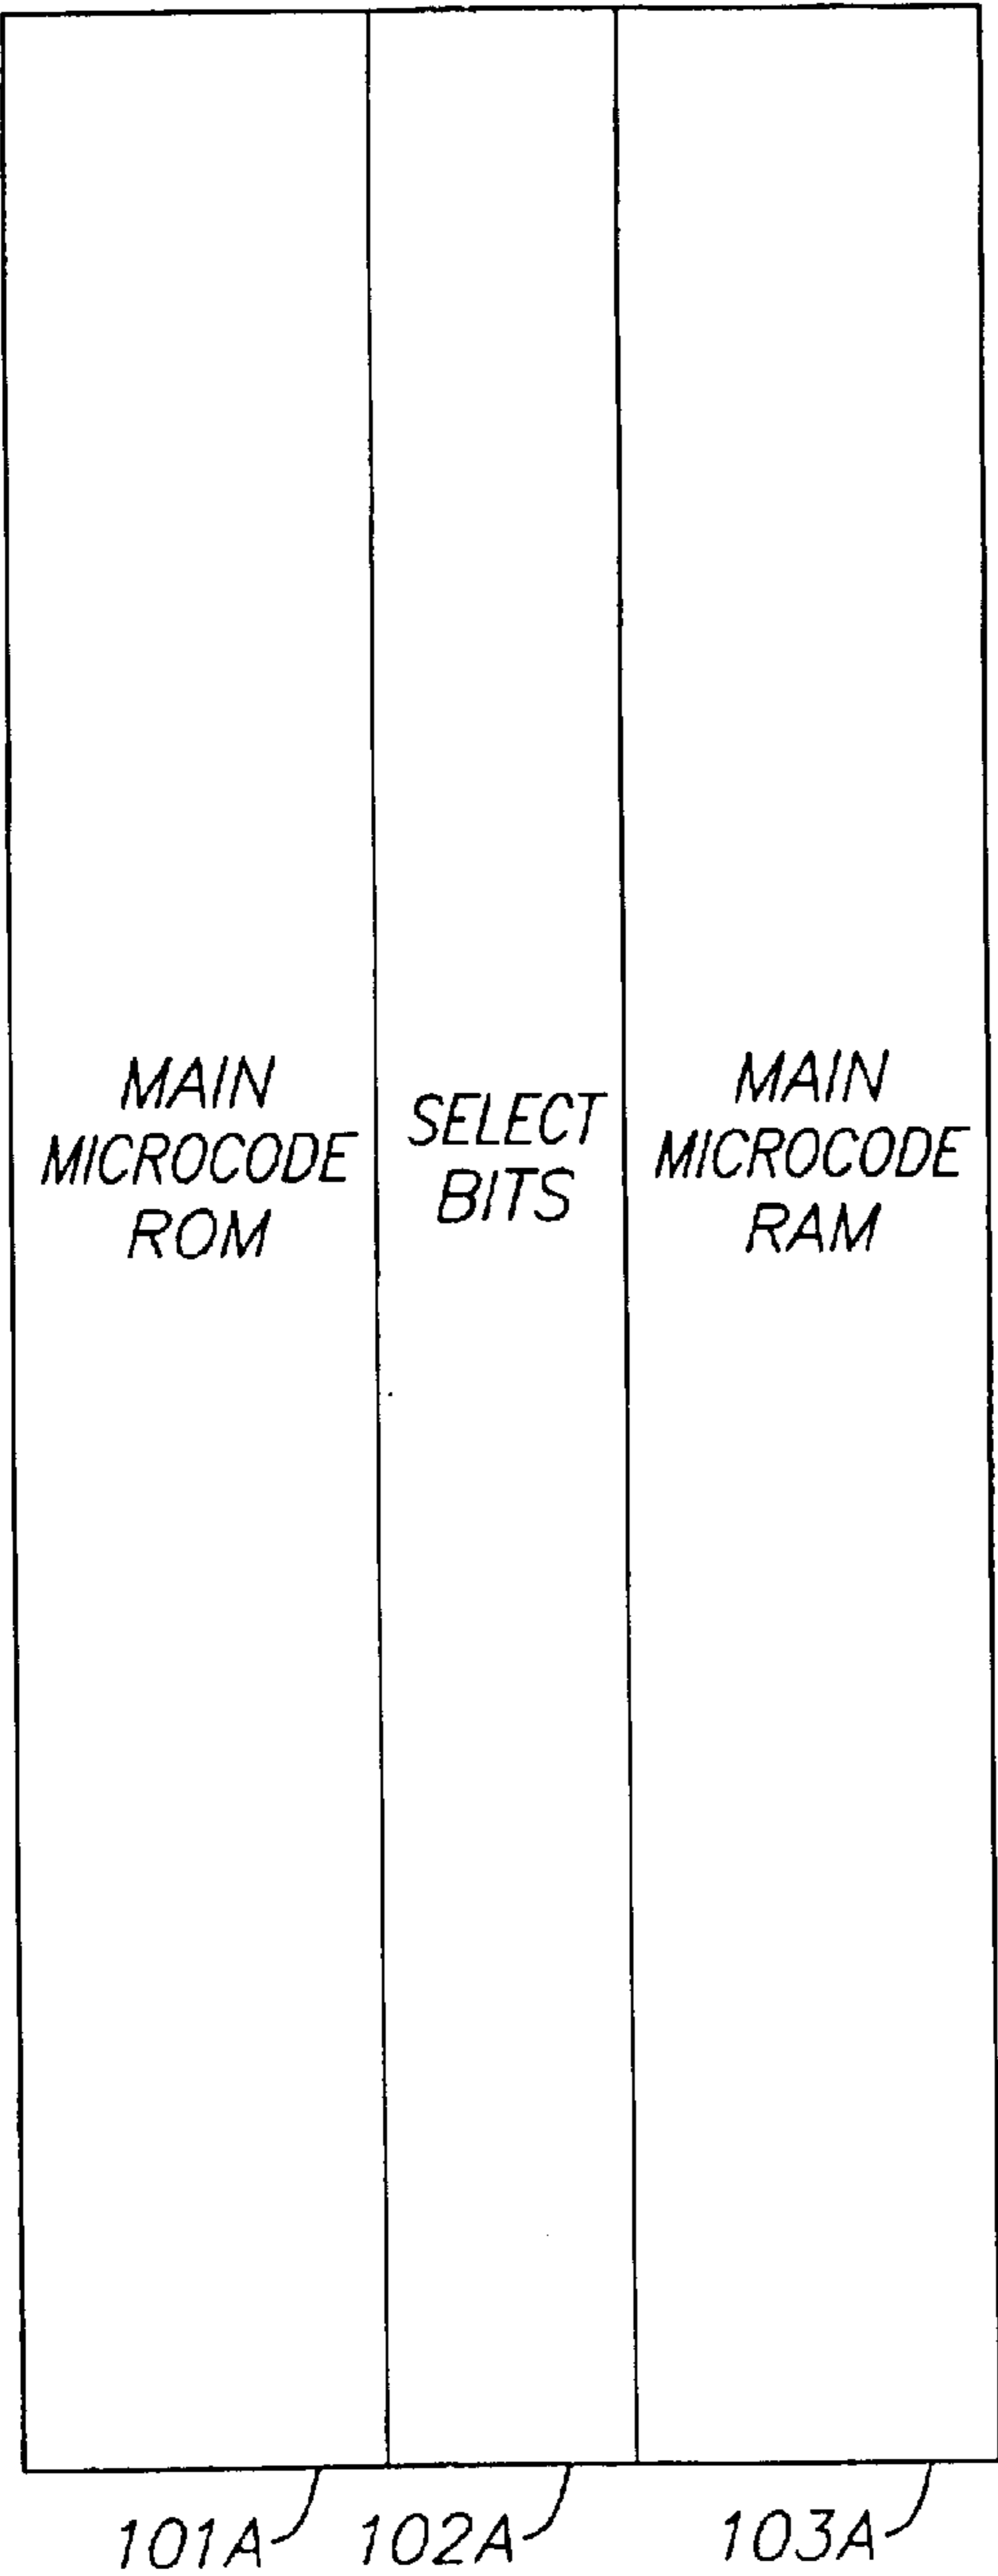 MAIN
MICROCODE
ROM
SELECT
BITS
MAIN
MICROCODE
RAM
101A
102A
103A